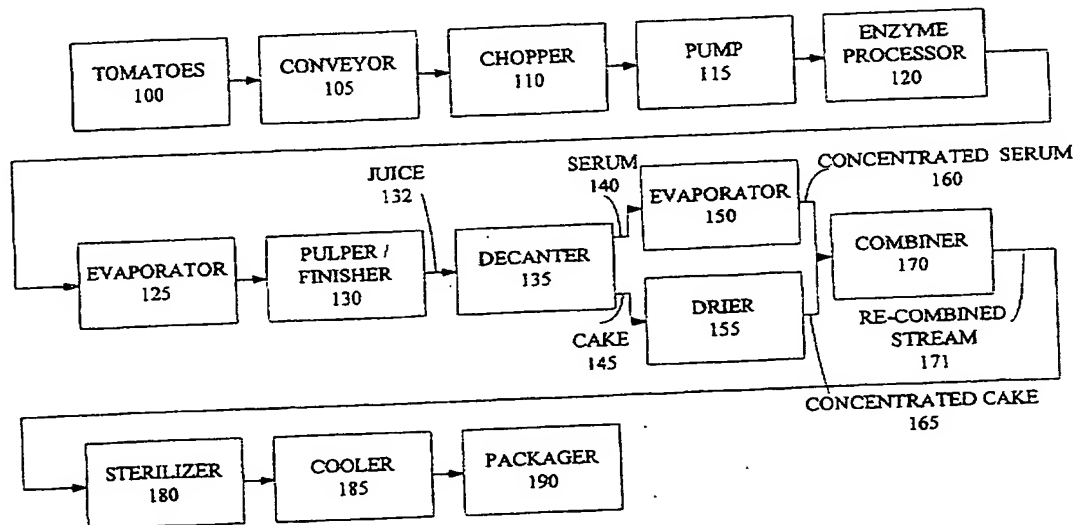 TOMATOES
100
CONVEYOR
105
CHOPPER
110
PUMP
115
ENZYME
PROCESSOR
120
JUICE
132
SERUM
140
CONCENTRATED SERUM
160
EVAPORATOR
125
PULPER /
FINISHER
130
DECANTER
135
EVAPORATOR
150
DRIER
155
COMBINER
170
CAKE
145
RE-COMBINED
STREAM
171
CONCENTRATED CAKE
165
STERILIZER
180
COOLER
185
PACKAGER
190